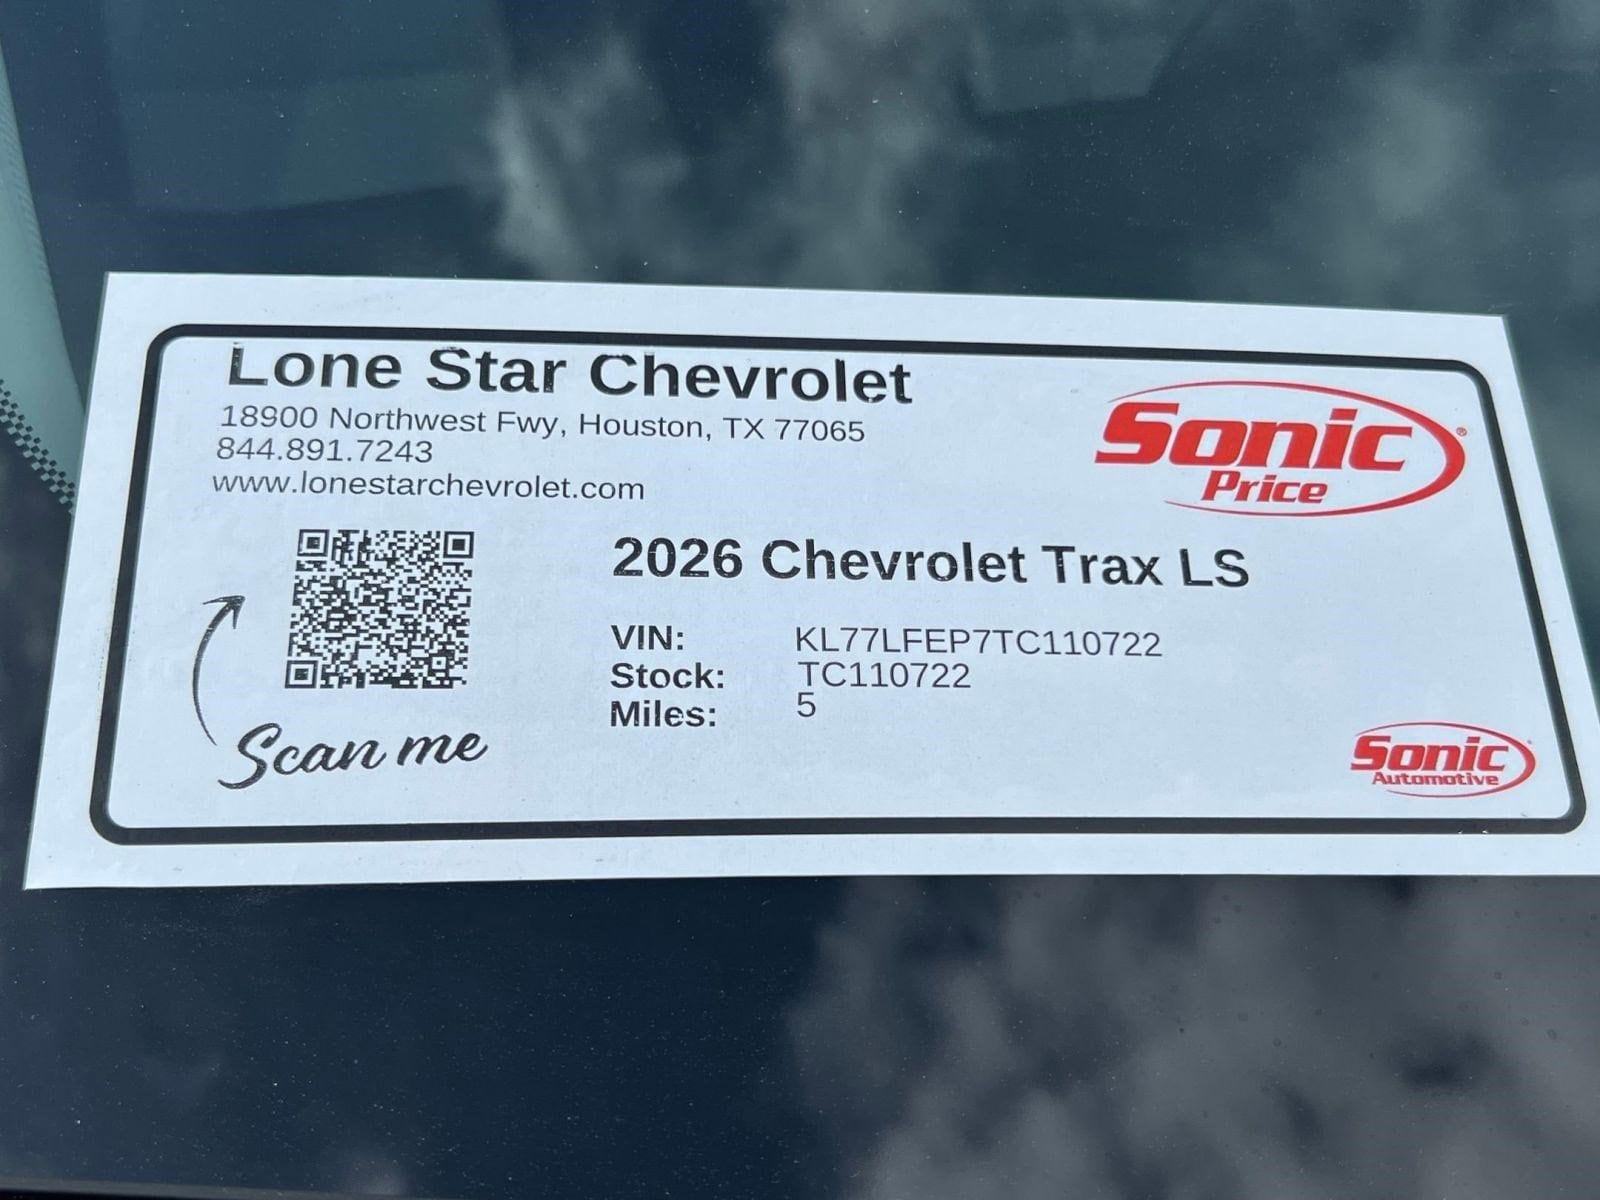 Lone Star Chevrolet
18900 Northwest Fwy, Houston, TX 77065
844.891.7243
www.lonestarchevrolet.com
Sonic®
Price
2026 Chevrolet Trax LS
VIN: KL77LFEP7TC110722
Stock: TC110722
Miles: 5
Scan me
Sonic
Automotive